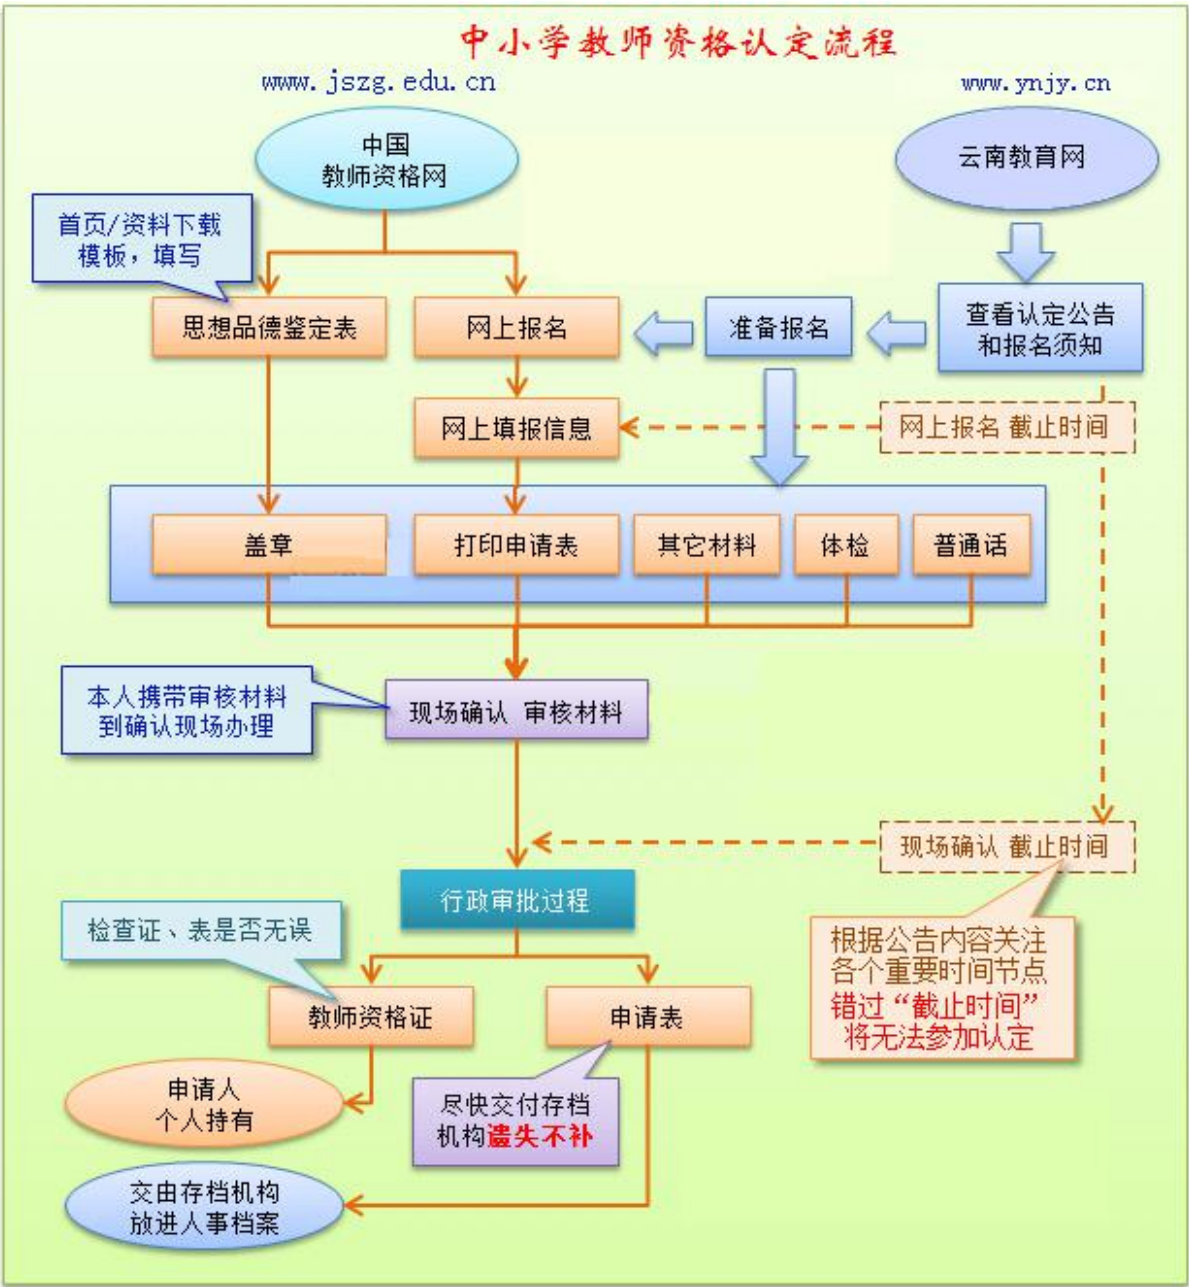 中小学教师资格认定流程
www.jszg.edu.cn
www.ynjy.cn
中国
教师资格网
云南教育网
首页/资料下载
模板，填写
思想品德鉴定表
网上报名
准备报名
查看认定公告
和报名须知
网上填报信息
网上报名 截止时间
盖章
打印申请表
其它材料
体检
普通话
本人携带审核材料
到确认现场办理
现场确认 审核材料
现场确认 截止时间
行政审批过程
检查证、表是否无误
根据公告内容关注
各个重要时间节点
错过“截止时间”
将无法参加认定
教师资格证
申请表
申请人
个人持有
尽快交付存档
机构遗失不补
交由存档机构
放进人事档案